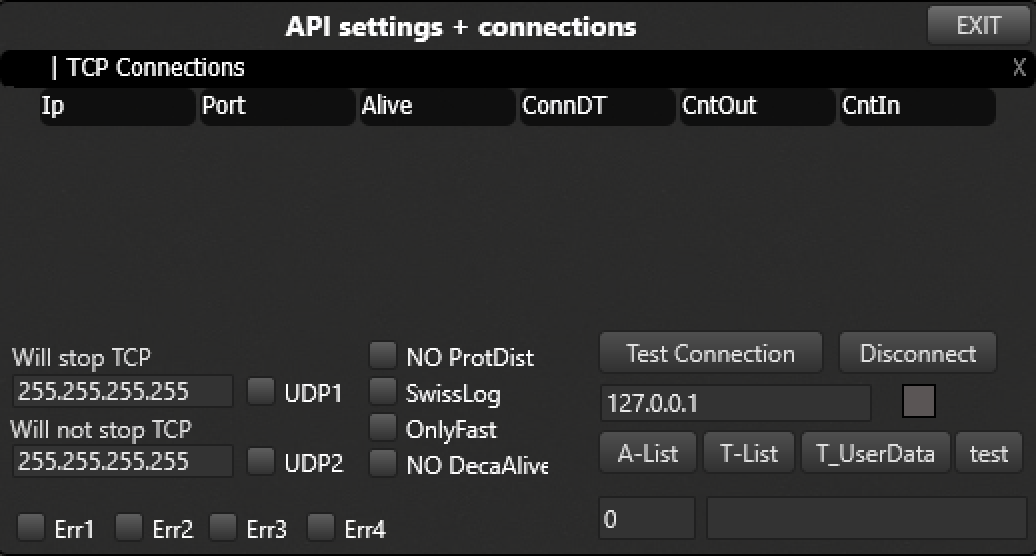 API settings + connections EXIT
| TCP Connections X
Ip Port Alive ConnDT CntOut CntIn
Will stop TCP
255.255.255.255 UDP1
Will not stop TCP
255.255.255.255 UDP2
NO ProtDist
SwissLog
OnlyFast
NO DecaAlive
Test Connection Disconnect
127.0.0.1
A-List T-List T_UserData test
Err1 Err2 Err3 Err4
0